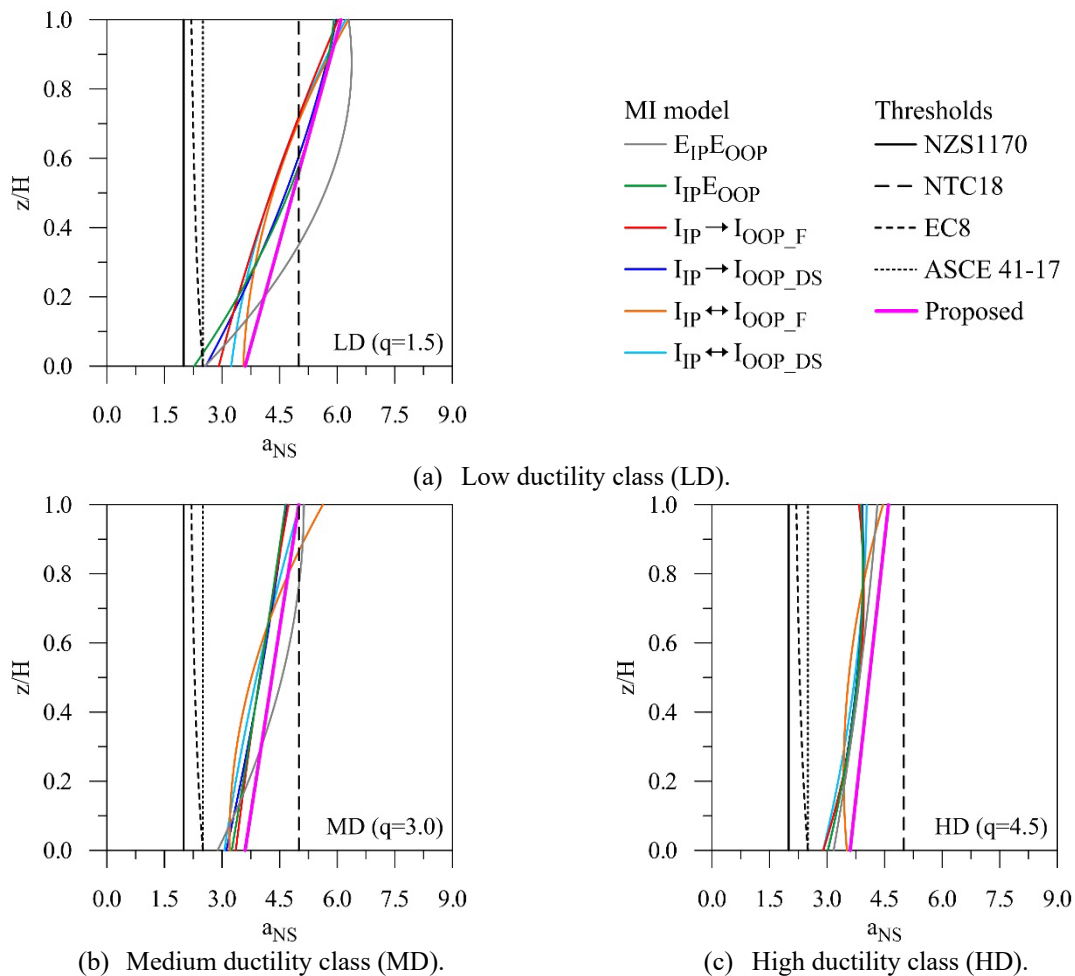 1.0
0.8
0.6
0.4
0.2
0.0
z/H
LD (q=1.5)
0.0 1.5 3.0 4.5 6.0 7.5 9.0
aNS
MI model
EIPEOOP
IIPEOOP
IIP → IOOP_F
IIP → IOOP_DS
IIP ↔ IOOP_F
IIP ↔ IOOP_DS
Thresholds
NZS1170
NTC18
EC8
ASCE 41-17
Proposed
(a) Low ductility class (LD).
1.0
0.8
0.6
0.4
0.2
0.0
z/H
MD (q=3.0)
0.0 1.5 3.0 4.5 6.0 7.5 9.0
aNS
(b) Medium ductility class (MD).
1.0
0.8
0.6
0.4
0.2
0.0
z/H
HD (q=4.5)
0.0 1.5 3.0 4.5 6.0 7.5 9.0
aNS
(c) High ductility class (HD).